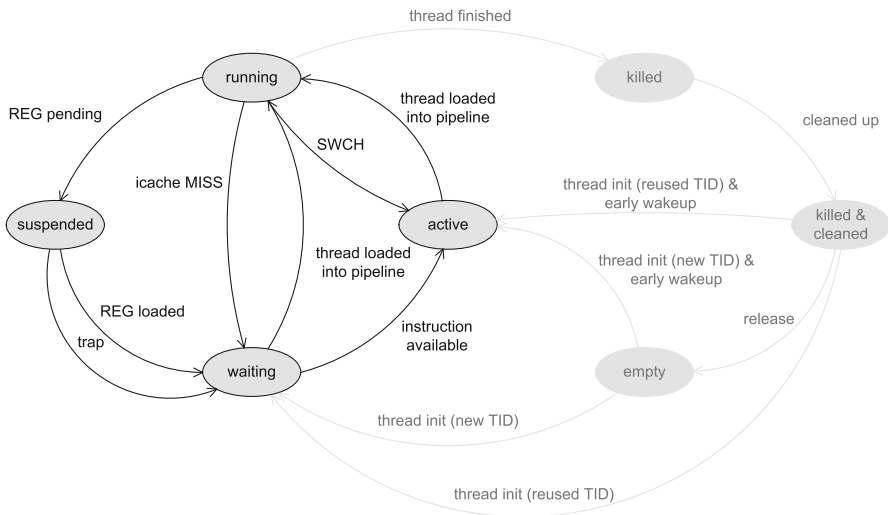 thread finished
running
killed
thread loaded
into pipeline
REG pending
cleaned up
SWCH
icache MISS
thread init (reused TID) &
early wakeup
suspended
active
killed &
cleaned
thread loaded
into pipeline
thread init (new TID) &
early wakeup
REG loaded
trap
instruction
available
release
waiting
empty
thread init (new TID)
thread init (reused TID)